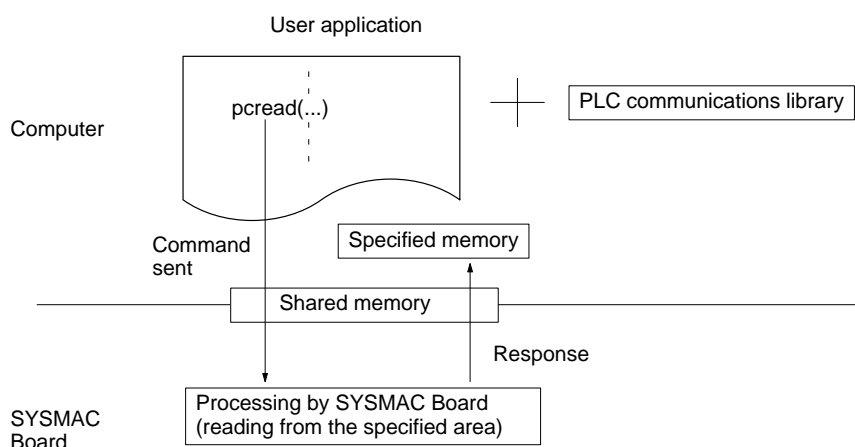 User application
pcread(...)
PLC communications library
Computer
Command
sent
Specified memory
Shared memory
Response
Processing by SYSMAC Board
(reading from the specified area)
SYSMAC
Board